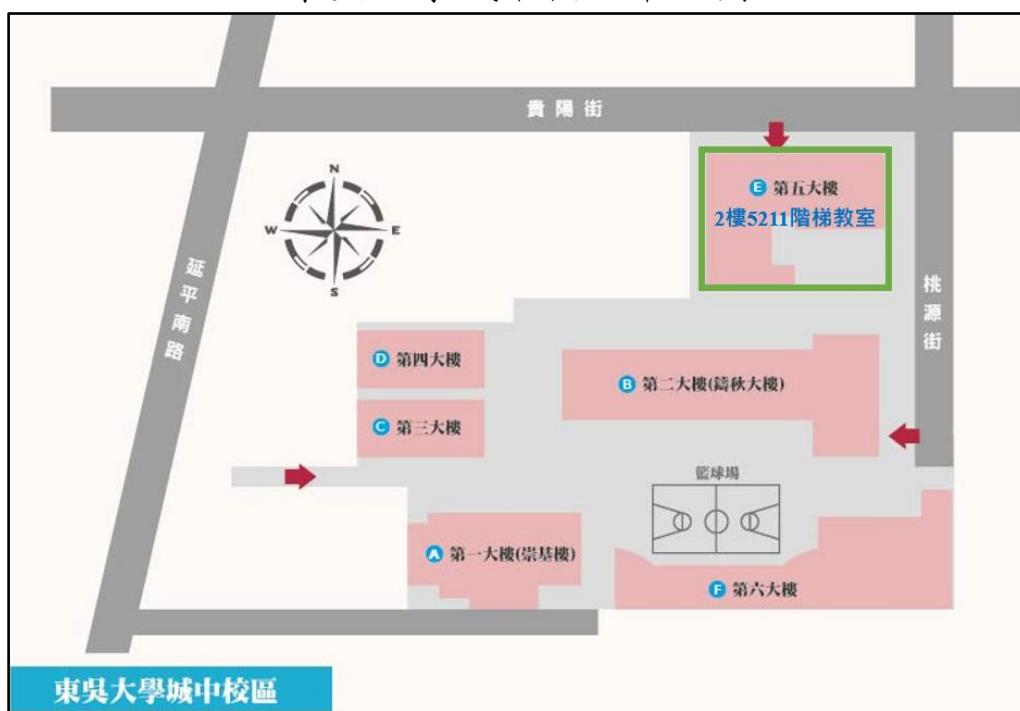 貴陽街
N
W
E
S
E 第五大樓
2樓5211階梯教室
延平南路
桃源街
D 第四大樓
B 第二大樓(鑄秋大樓)
C 第三大樓
籃球場
A 第一大樓(崇基樓)
F 第六大樓
東吳大學城中校區